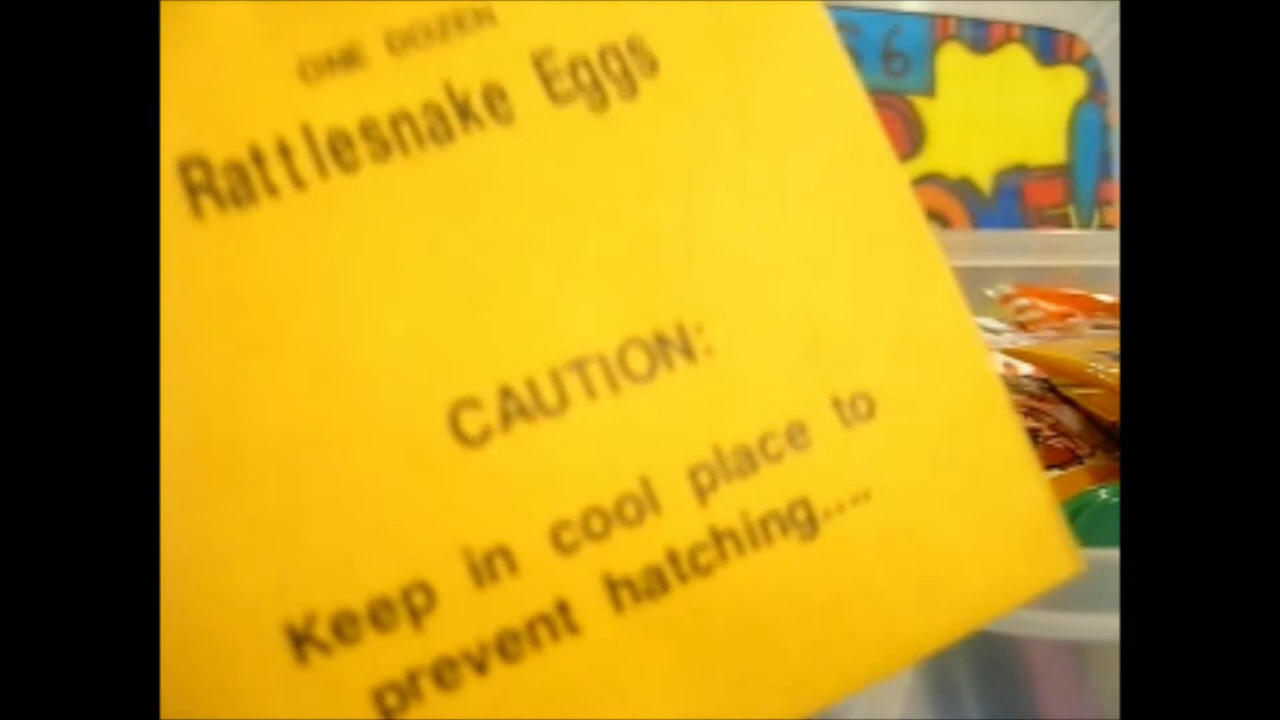 ONE DOZEN
Rattlesnake Eggs
CAUTION:
Keep in cool place to
prevent hatching....